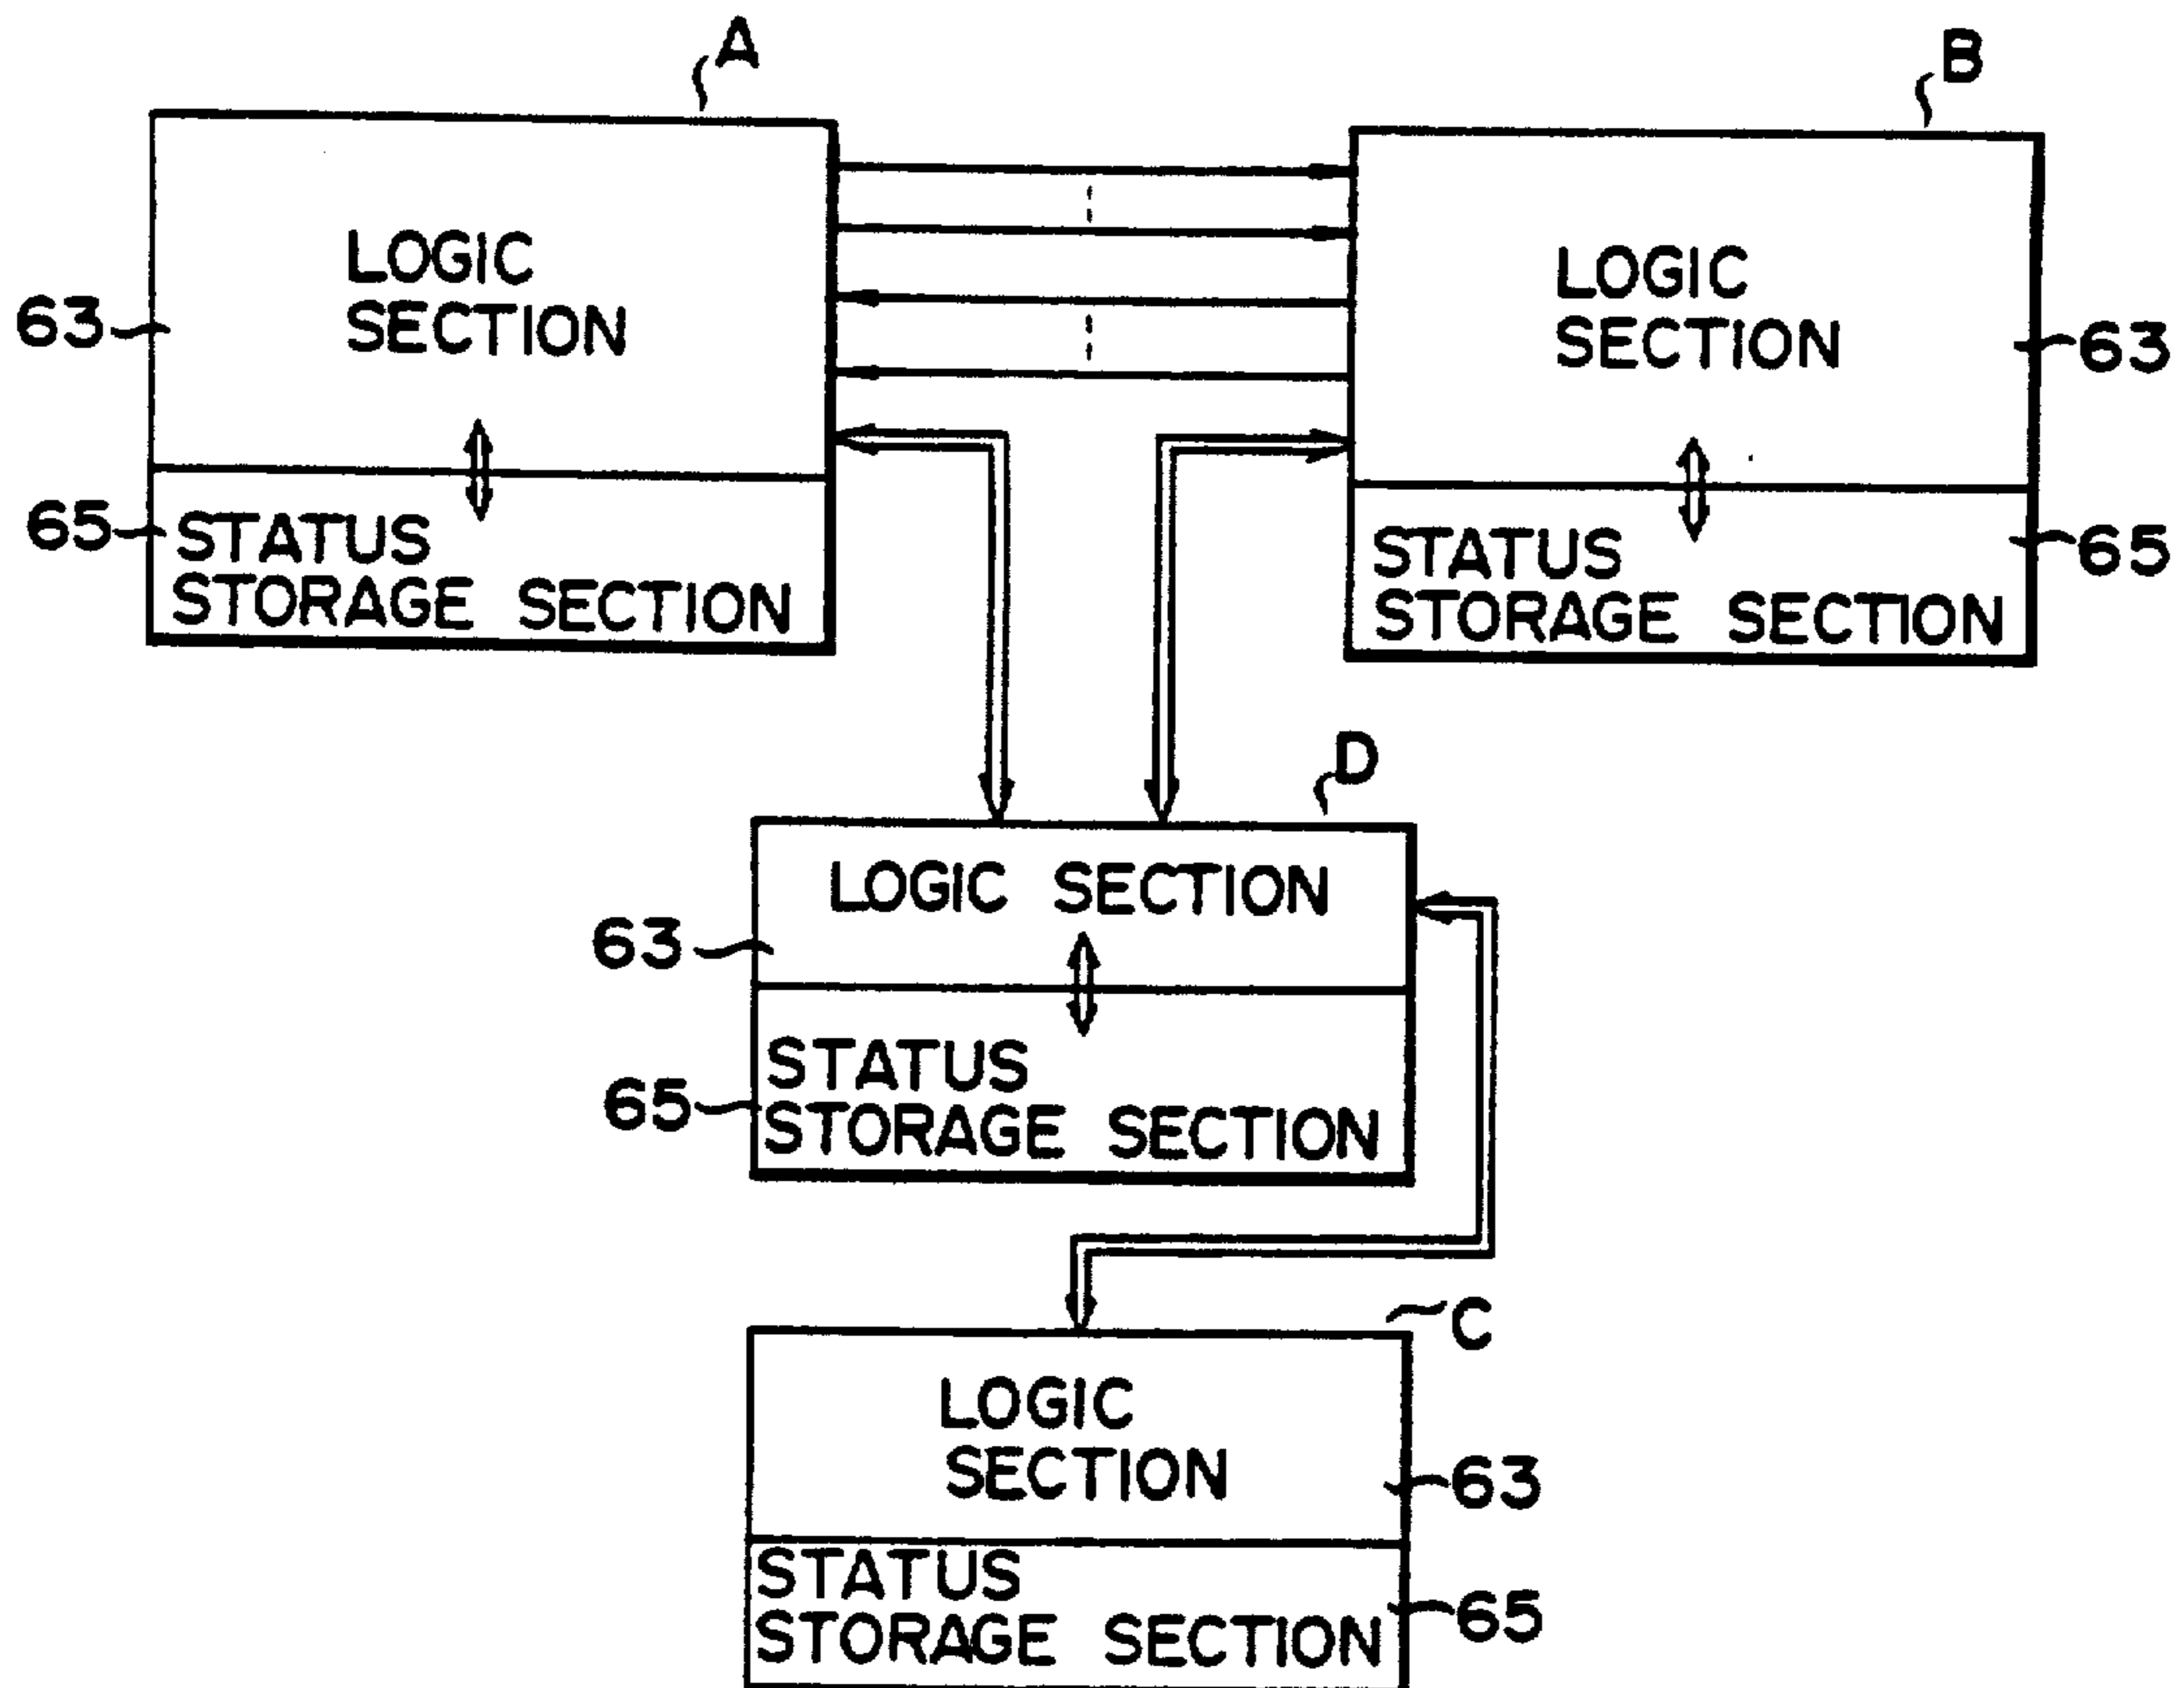 A
B
LOGIC
SECTION
63
LOGIC
SECTION
63
65
STATUS
STORAGE SECTION
STATUS
STORAGE SECTION
65
D
LOGIC SECTION
63
STATUS
STORAGE SECTION
65
C
LOGIC
SECTION
63
STATUS
STORAGE SECTION
65